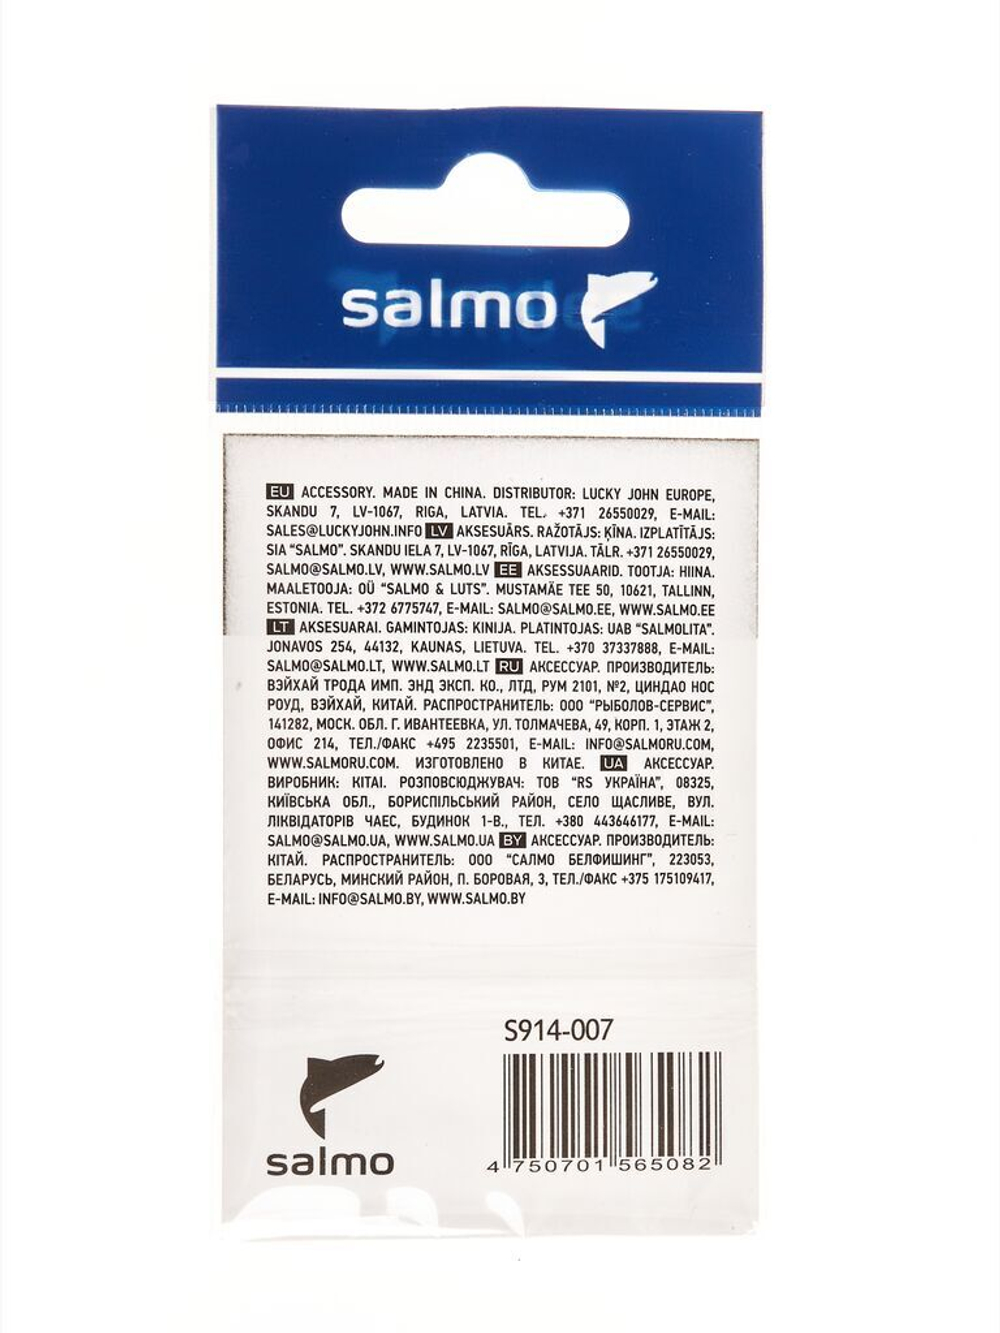 salmo
EU ACCESSORY. MADE IN CHINA. DISTRIBUTOR: LUCKY JOHN EUROPE,
SKANDU 7, LV-1067, RIGA, LATVIA. TEL. +371 26550029, E-MAIL:
SALES@LUCKYJOHN.INFO LV AKSESUĀRS. RAŽOTĀJS: ĶĪNA. IZPLATĪTĀJS:
SIA “SALMO”. SKANDU IELA 7, LV-1067, RĪGA, LATVIJA. TĀLR. +371 26550029,
SALMO@SALMO.LV, WWW.SALMO.LV EE AKSESSUAARID. TOOTJA: HIINA.
MAALETOOJA: OÜ “SALMO & LUTS”. MUSTAMÄE TEE 50, 10621, TALLINN,
ESTONIA. TEL. +372 6775747, E-MAIL: SALMO@SALMO.EE, WWW.SALMO.EE
LT AKSESUARAI. GAMINTOJAS: KINIJA. PLATINTOJAS: UAB “SALMOLITA”.
JONAVOS 254, 44132, KAUNAS, LIETUVA. TEL. +370 37337888, E-MAIL:
SALMO@SALMO.LT, WWW.SALMO.LT RU АКСЕССУАР. ПРОИЗВОДИТЕЛЬ:
ВЭЙХАЙ ТРОДА ИМП. ЭНД ЭКСП. КО., ЛТД, РУМ 2101, №2, ЦИНДАО НОС
РОУД, ВЭЙХАЙ, КИТАЙ. РАСПРОСТРАНИТЕЛЬ: ООО “РЫБОЛОВ-СЕРВИС”,
141282, МОСК. ОБЛ. Г. ИВАНТЕЕВКА, УЛ. ТОЛМАЧЕВА, 49, КОРП. 1, ЭТАЖ 2,
ОФИС 214, ТЕЛ./ФАКС +495 2235501, E-MAIL: INFO@SALMORU.COM,
WWW.SALMORU.COM. ИЗГОТОВЛЕНО В КИТАЕ. UA АКСЕССУАР.
ВИРОБНИК: КІТАІ. РОЗПОВСЮДЖУВАЧ: ТОВ “RS УКРАЇНА”, 08325,
КИЇВСЬКА ОБЛ., БОРИСПІЛЬСЬКИЙ РАЙОН, СЕЛО ЩАСЛИВЕ, ВУЛ.
ЛІКВІДАТОРІВ ЧАЕС, БУДИНОК 1-В., ТЕЛ. +380 443646177, E-MAIL:
SALMO@SALMO.UA, WWW.SALMO.UA BY АКСЕССУАР. ПРОИЗВОДИТЕЛЬ:
КІТАЙ. РАСПРОСТРАНИТЕЛЬ: ООО “САЛМО БЕЛФИШИНГ”, 223053,
БЕЛАРУСЬ, МИНСКИЙ РАЙОН, П. БОРОВАЯ, 3, ТЕЛ./ФАКС +375 175109417,
E-MAIL: INFO@SALMO.BY, WWW.SALMO.BY
S914-007
4 750701 565082
salmo